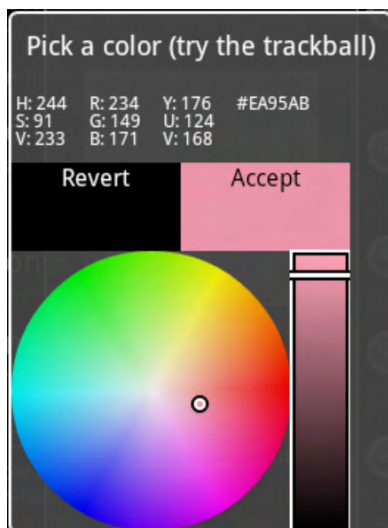 Pick a color (try the trackball)
H: 244 R: 234 Y: 176 #EA95AB
S: 91 G: 149 U: 124
V: 233 B: 171 V: 168
Revert Accept